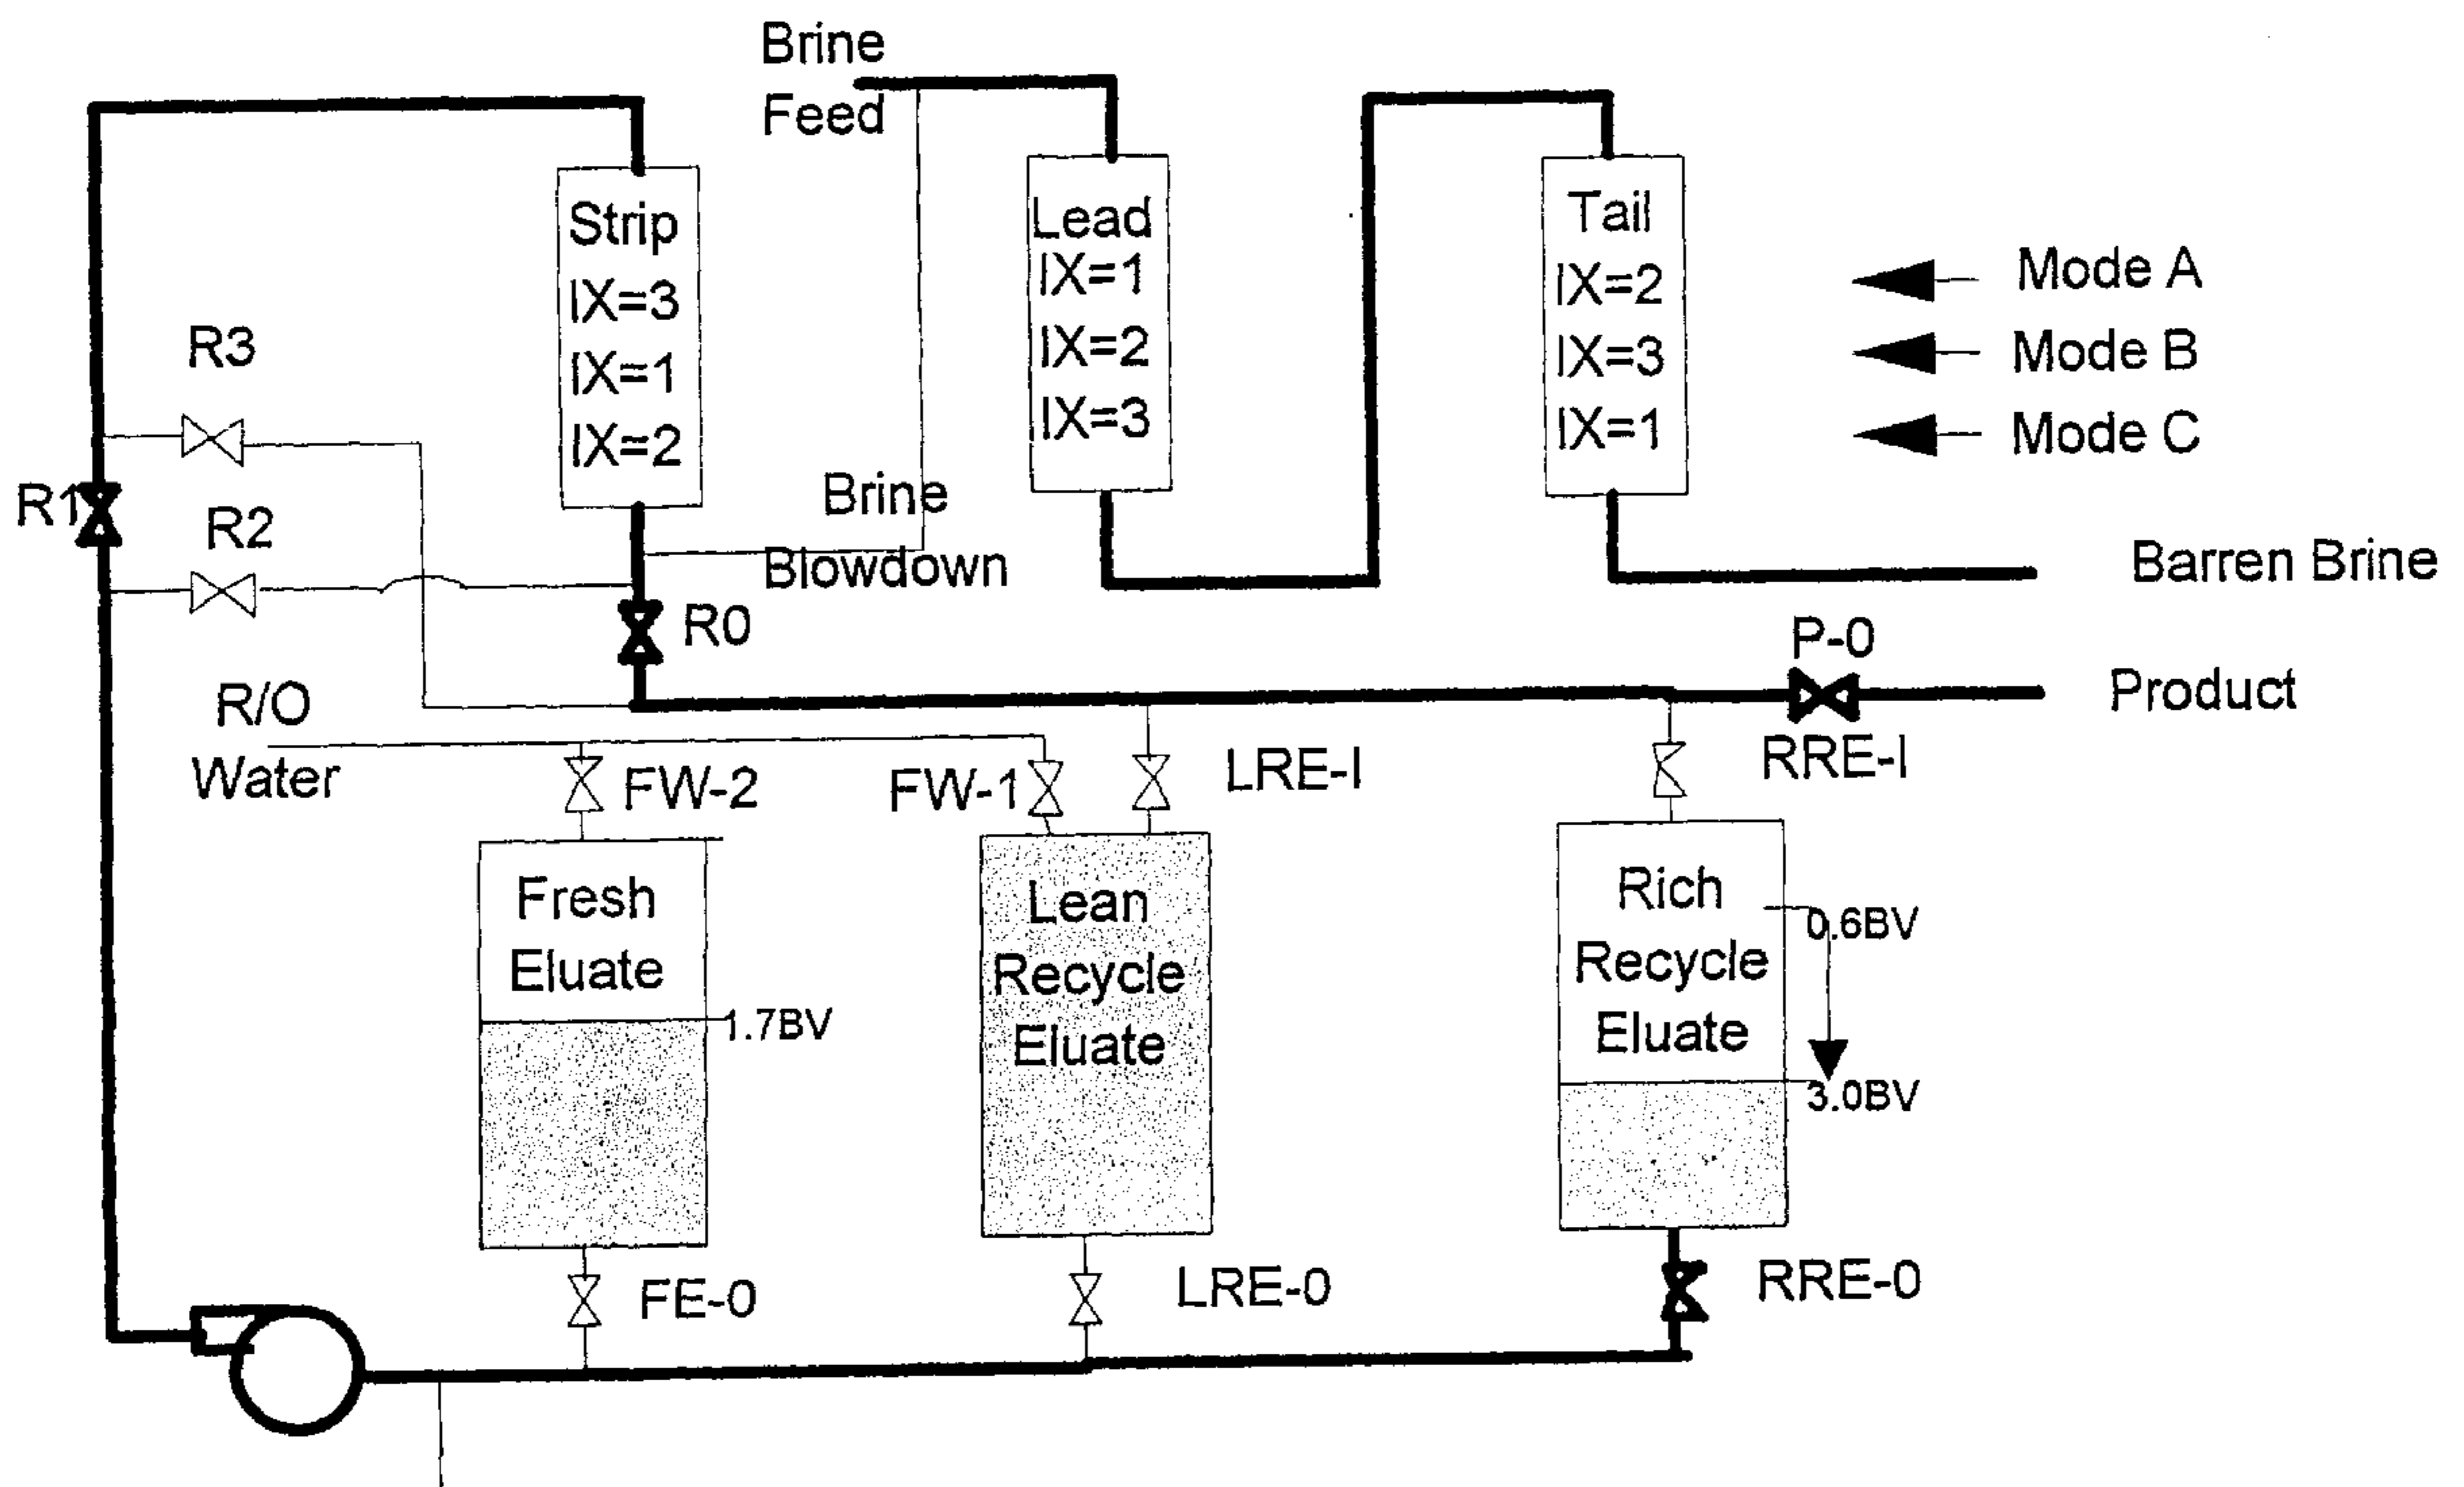 Brine
Feed
Strip
IX=3
IX=1
IX=2
Lead
IX=1
IX=2
IX=3
Tail
IX=2
IX=3
IX=1
Mode A
Mode B
Mode C
R3
R1
R2
Brine
Blowdown
R0
Barren Brine
P-0
Product
R/O
Water
FW-2
FW-1
LRE-I
RRE-I
Fresh
Eluate
1.7BV
Lean
Recycle
Eluate
Rich
Recycle
Eluate
0.6BV
3.0BV
FE-0
LRE-0
RRE-0